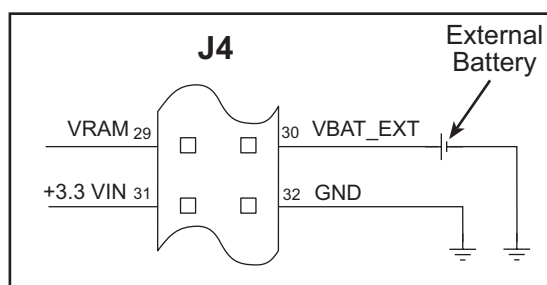 J4
External
Battery
VRAM 29
30 VBAT_EXT
+3.3 VIN 31
32 GND